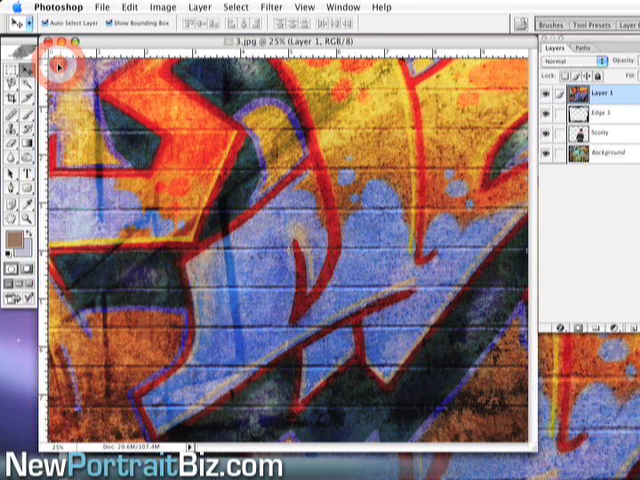 Photoshop File Edit Image Layer Select Filter View Window Help
Auto Select Layer Show Bounding Box
Brushes Tool Presets Layer C
3.jpg @ 25% (Layer 1, RGB/8)
Layers Paths
Normal Opacity:
Lock: Fill:
Layer 1
Edge 3
Scotty
Background
25% Doc: 20.6M/107.4M
NewPortraitBiz.com